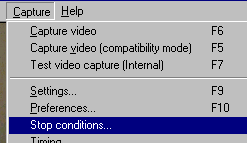 Capture Help
Capture video F6
Capture video (compatibility mode) F5
Test video capture (Internal) F7
Settings... F9
Preferences... F10
Stop conditions...
Timing